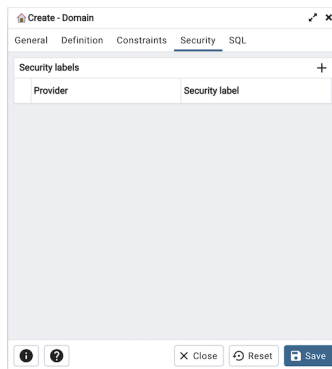 Create - Domain
General Definition Constraints Security SQL
Security labels
Provider Security label
Close Reset Save